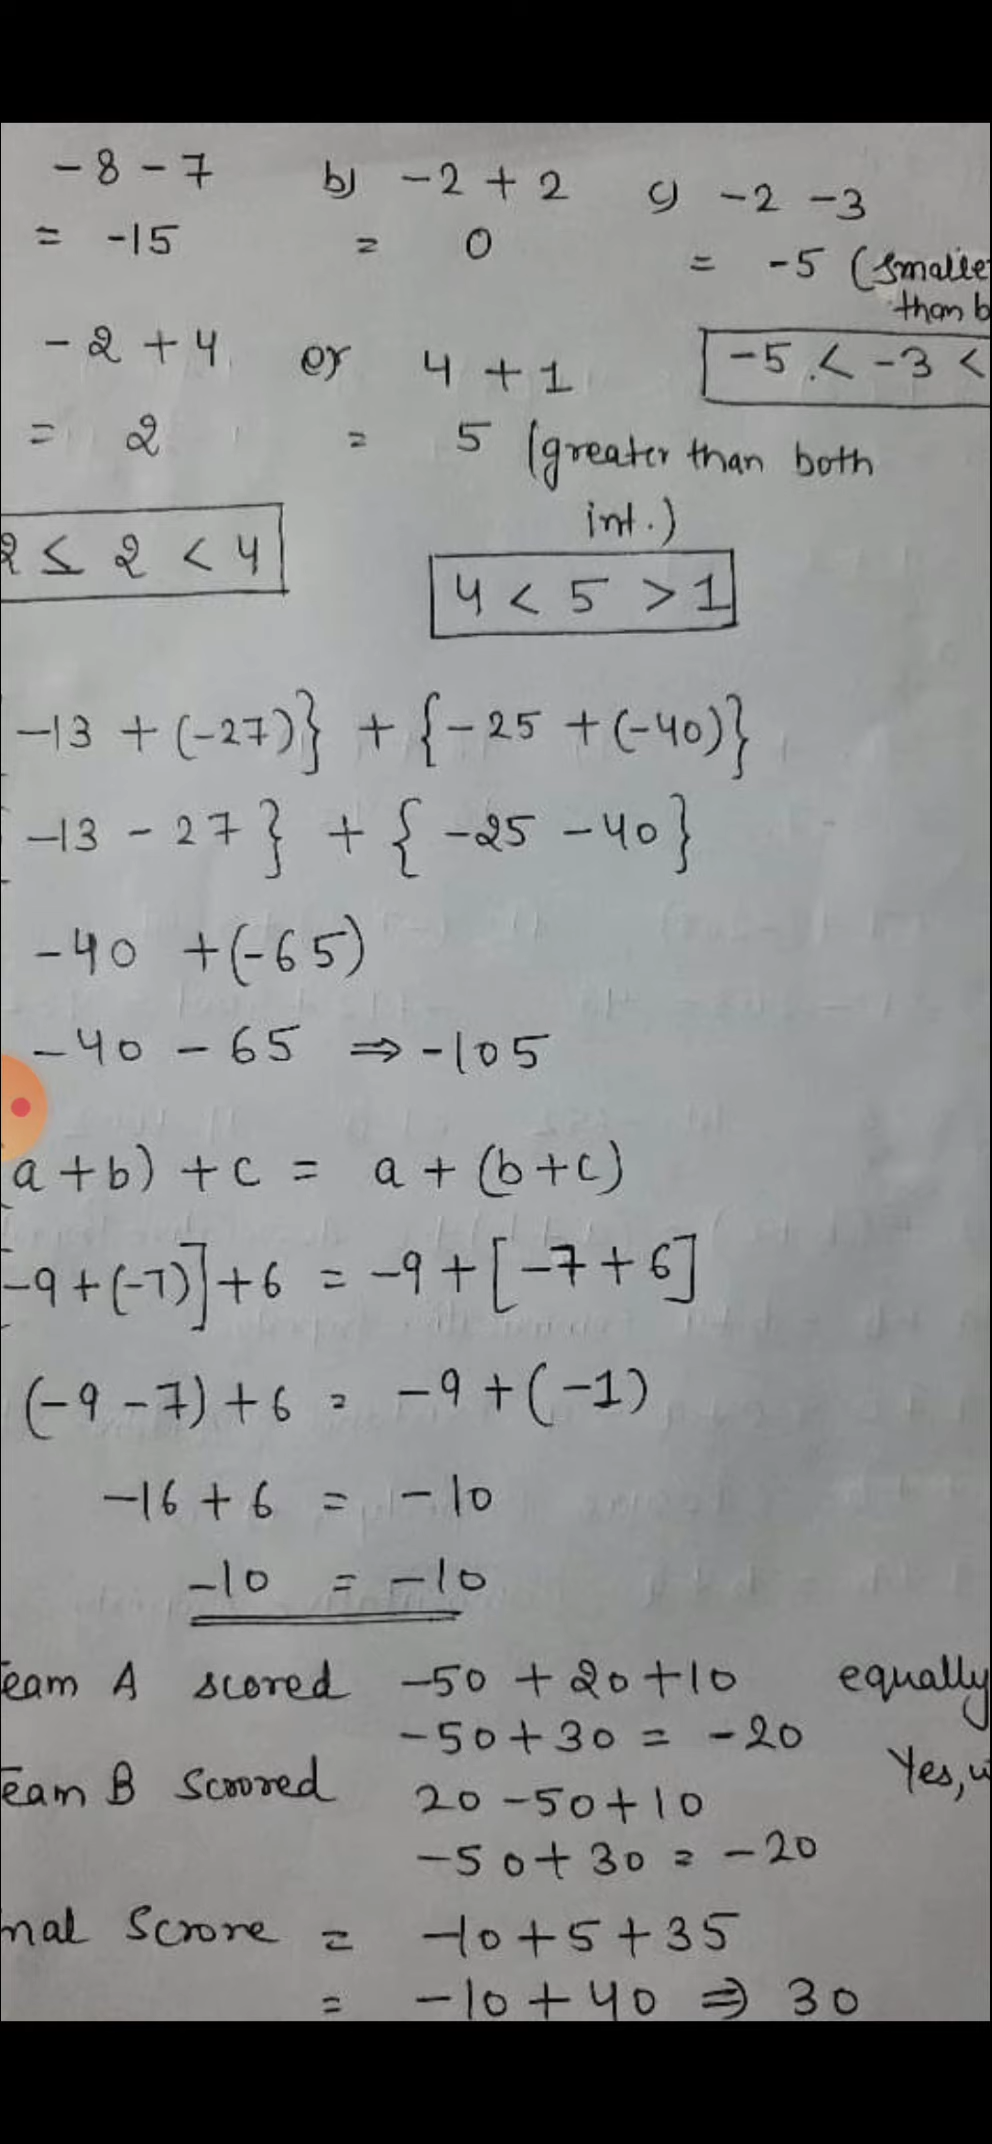 -8 - 7 b) -2 + 2 c) -2 -3
= -15 = 0 = -5 (smaller
than b
-2 + 4 or 4 + 1 -5 < -3 <
= 2 = 5 (greater than both
int.)
2 ≤ 2 < 4 4 < 5 > 1
-13 + (-27)} + {-25 + (-40)}
-13 - 27} + {-25 - 40}
-40 + (-65)
-40 - 65 ⇒ -105
(a + b) + c = a + (b + c)
-9 + (-7)] + 6 = -9 + [-7 + 6]
(-9 - 7) + 6 = -9 + (-1)
-16 + 6 = -10
-10 = -10
eam A scored -50 + 20 + 10 equally
-50 + 30 = -20
Yes, w
eam B Scoored 20 - 50 + 10
-50 + 30 = -20
nal Scrore = -10 + 5 + 35
= -10 + 40 ⇒ 30